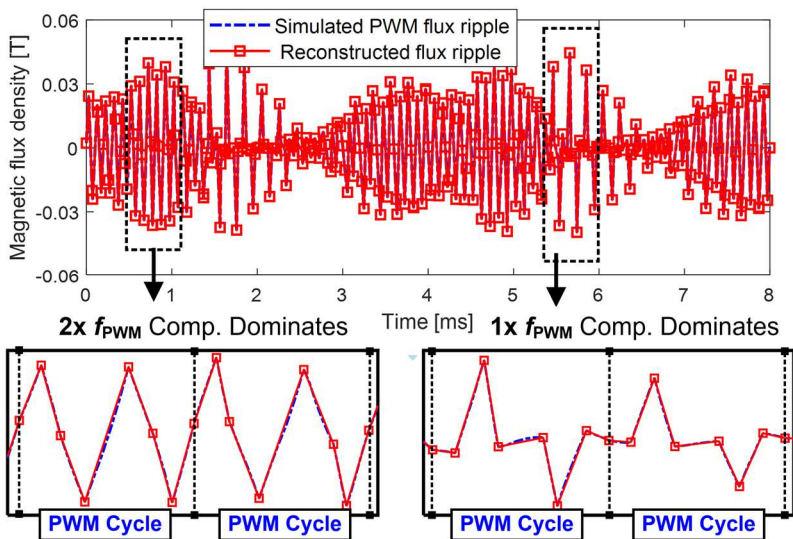 Simulated PWM flux ripple
Reconstructed flux ripple
Magnetic flux density [T]
0.06
0.03
0
-0.03
-0.06
0 1 2 3 4 5 6 7 8
Time [ms]
2x fPWM Comp. Dominates
1x fPWM Comp. Dominates
PWM Cycle PWM Cycle
PWM Cycle PWM Cycle